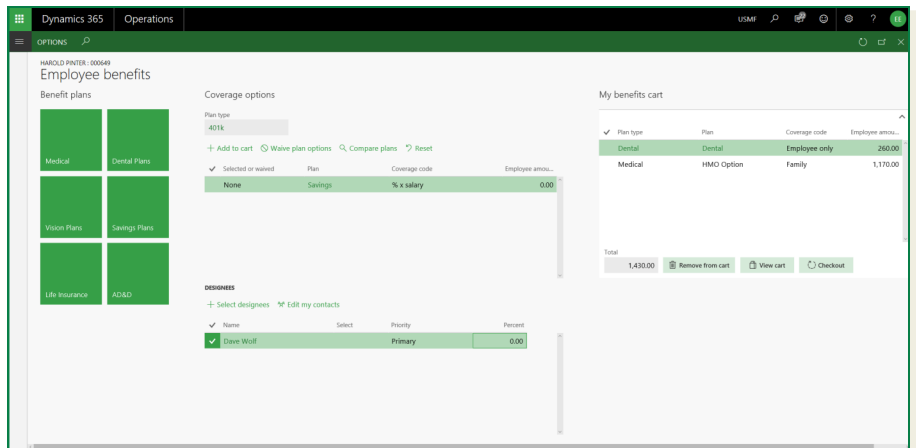 Dynamics 365 Operations USMF ? EE
OPTIONS
HAROLD PINTER : 000649
Employee benefits
Benefit plans
Medical Dental Plans
Vision Plans Savings Plans
Life Insurance AD&D
Coverage options
Plan type
401k
+ Add to cart Waive plan options Compare plans Reset
Selected or waived Plan Coverage code Employee amou...
None Savings % x salary 0.00
DESIGNEES
+ Select designees Edit my contacts
Name Select Priority Percent
Dave Wolf Primary 0.00
My benefits cart
Plan type Plan Coverage code Employee amou...
Dental Dental Employee only 260.00
Medical HMO Option Family 1,170.00
Total
1,430.00 Remove from cart View cart Checkout